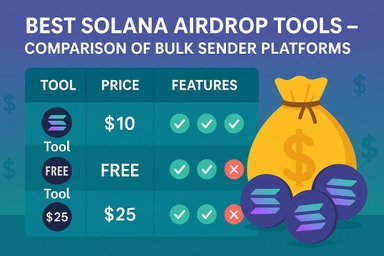 BEST SOLANA AIRDROP TOOLS –
COMPARISON OF BULK SENDER PLATFORMS
TOOL PRICE FEATURES
$10
Tool
FREE FREE
Tool
$25 $25
$